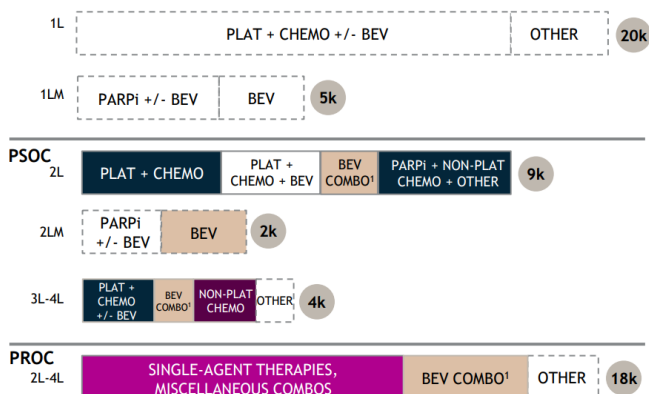 1L
PLAT + CHEMO +/- BEV
OTHER
20k
1LM
PARPi +/- BEV
BEV
5k
PSOC
2L
PLAT + CHEMO
PLAT +
CHEMO + BEV
BEV
COMBO¹
PARPi + NON-PLAT
CHEMO + OTHER
9k
2LM
PARPi
+/- BEV
BEV
2k
3L-4L
PLAT +
CHEMO
+/- BEV
BEV
COMBO¹
NON-PLAT
CHEMO
OTHER
4k
PROC
2L-4L
SINGLE-AGENT THERAPIES,
MISCELLANEOUS COMBOS
BEV COMBO¹
OTHER
18k